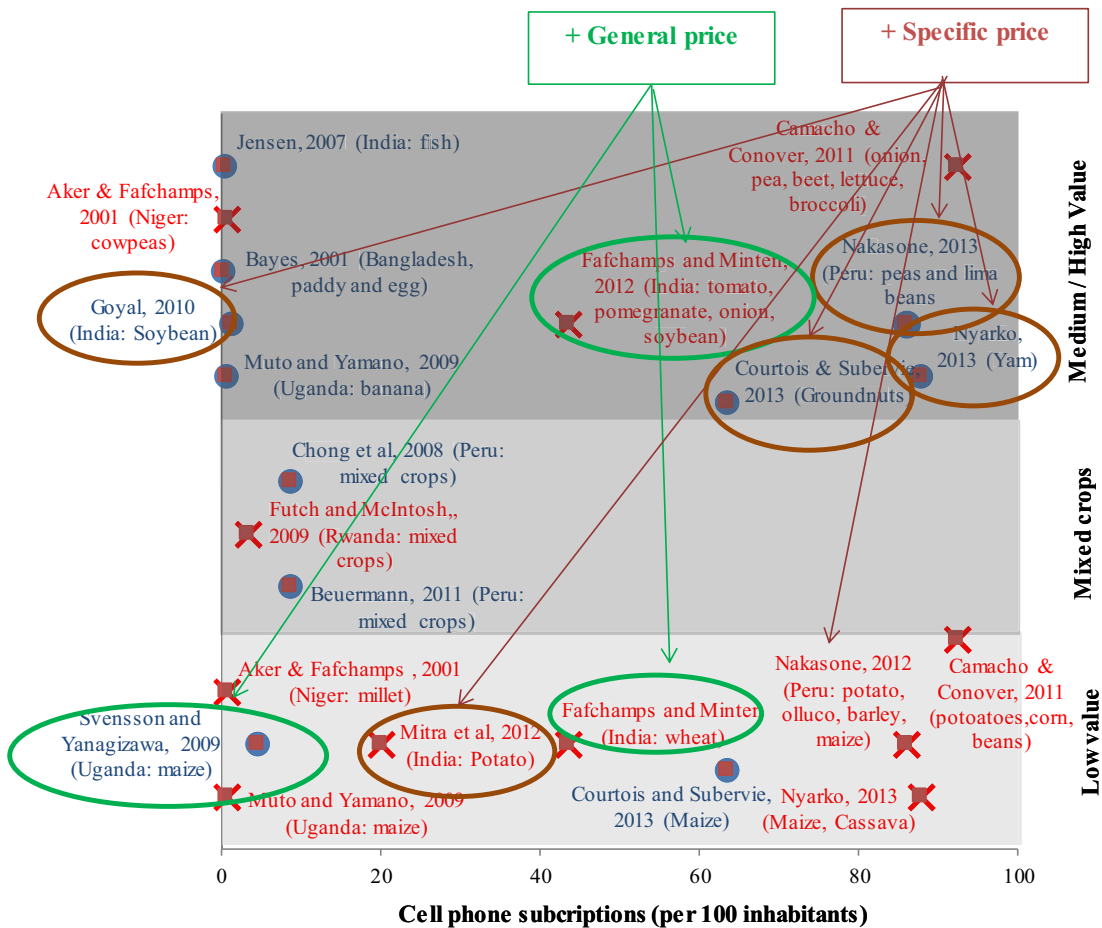 + General price
+ Specific price
Jensen, 2007 (India: fish)
Camacho &
Conover, 2011 (onion,
pea, beet, lettuce,
broccoli)
Aker & Fafchamps,
2001 (Niger:
cowpeas)
Bayes, 2001 (Bangladesh,
paddy and egg)
Fafchamps and Minten,
2012 (India: tomato,
pomegranate, onion,
soybean)
Nakasone, 2013
(Peru: peas and lima
beans
Goyal, 2010
(India: Soybean)
Nyarko,
2013 (Yam)
Muto and Yamano, 2009
(Uganda: banana)
Courtois & Subervie,
2013 (Groundnuts
Medium / High Value
Chong et al, 2008 (Peru:
mixed crops)
Futch and McIntosh,,
2009 (Rwanda: mixed
crops)
Beuermann, 2011 (Peru:
mixed crops)
Mixed crops
Aker & Fafchamps , 2001
(Niger: millet)
Nakasone, 2012
(Peru: potato,
olluco, barley,
maize)
Camacho &
Conover, 2011
(potoatoes,corn,
beans)
Svensson and
Yanagizawa, 2009
(Uganda: maize)
Mitra et al, 2012
(India: Potato)
Fafchamps and Minten
(India: wheat)
Muto and Yamano, 2009
(Uganda: maize)
Courtois and Subervie,
2013 (Maize)
Nyarko, 2013
(Maize, Cassava)
Low value
0 20 40 60 80 100
Cell phone subcriptions (per 100 inhabitants)